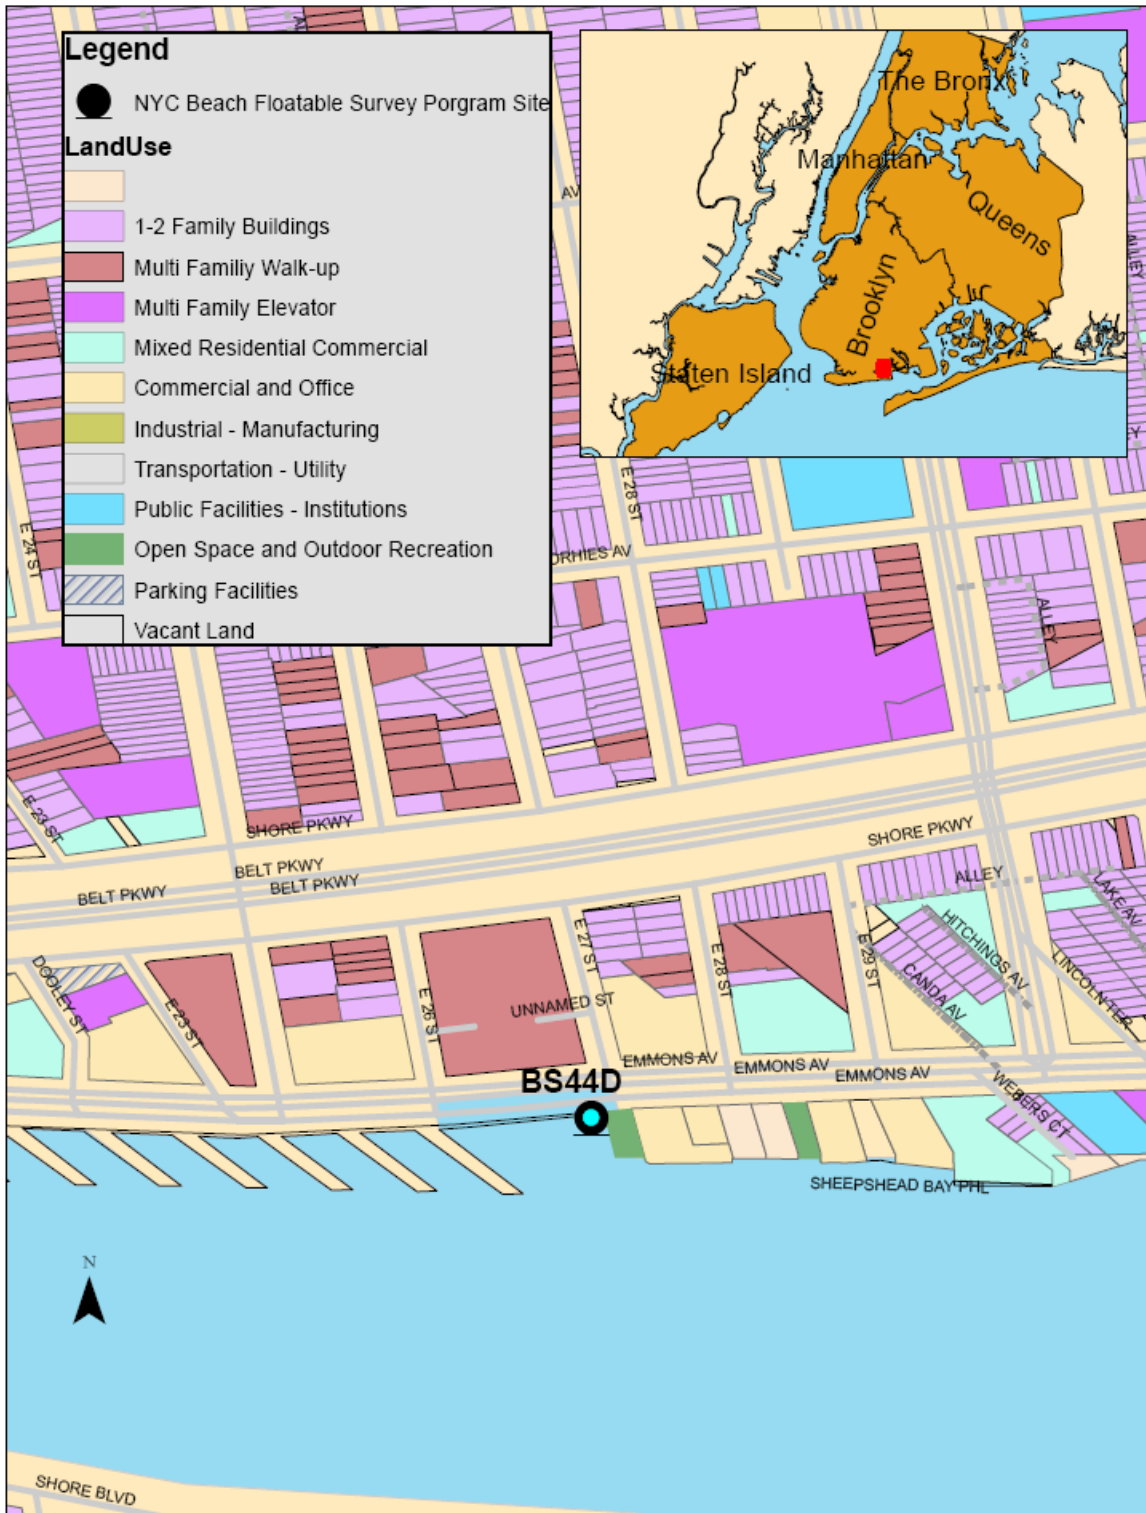 Legend
NYC Beach Floatable Survey Porgram Site
LandUse
1-2 Family Buildings
Multi Familiy Walk-up
Multi Family Elevator
Mixed Residential Commercial
Commercial and Office
Industrial - Manufacturing
Transportation - Utility
Public Facilities - Institutions
Open Space and Outdoor Recreation
Parking Facilities
Vacant Land
The Bronx
Manhattan
Queens
Brooklyn
Staten Island
AV
ALLEY
E 24 ST
E 28 ST
ORHIES AV
ALLEY
E 23 ST
SHORE PKWY
SHORE PKWY
BELT PKWY
BELT PKWY
BELT PKWY
ALLEY
LAKE AV
HITCHINGS AV
CANDA AV
LINCOLN TER
DOOLEY ST
E 23 ST
E 26 ST
E 27 ST
E 28 ST
E 29 ST
UNNAMED ST
EMMONS AV
EMMONS AV
EMMONS AV
BS44D
WEBERS CT
SHEEPSHEAD BAY PHL
N
SHORE BLVD